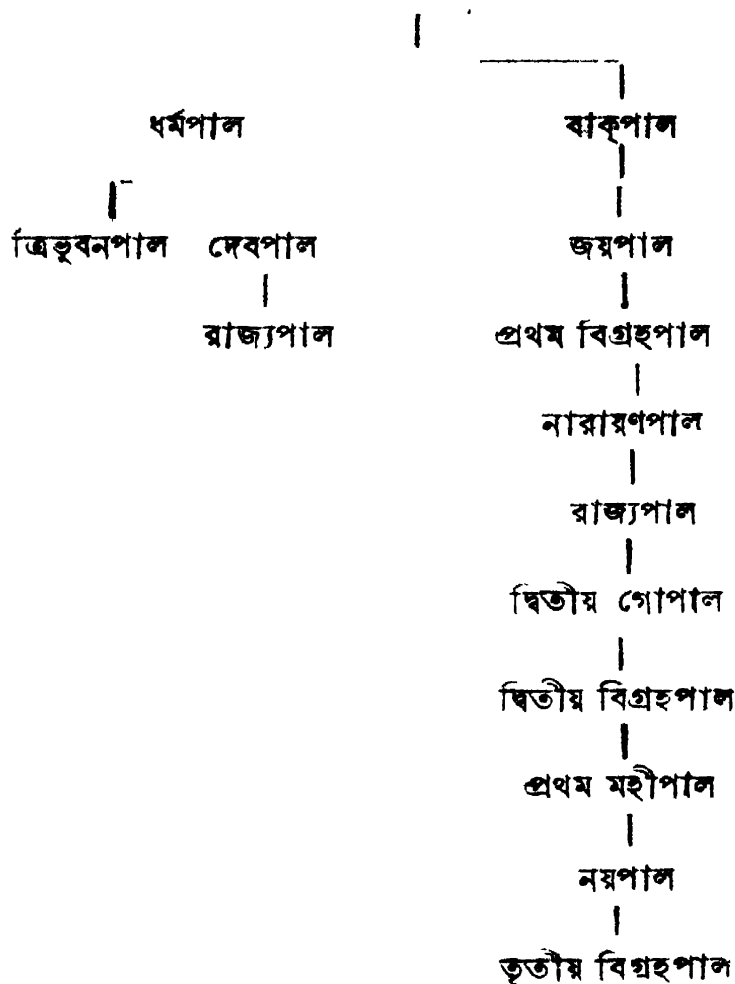 ধর্মপাল বাক্‌পাল
ত্রিভুবনপাল দেবপাল জয়পাল
রাজ্যপাল প্রথম বিগ্রহপাল
নারায়ণপাল
রাজ্যপাল
দ্বিতীয় গোপাল
দ্বিতীয় বিগ্রহপাল
প্রথম মহীপাল
নয়পাল
তৃতীয় বিগ্রহপাল